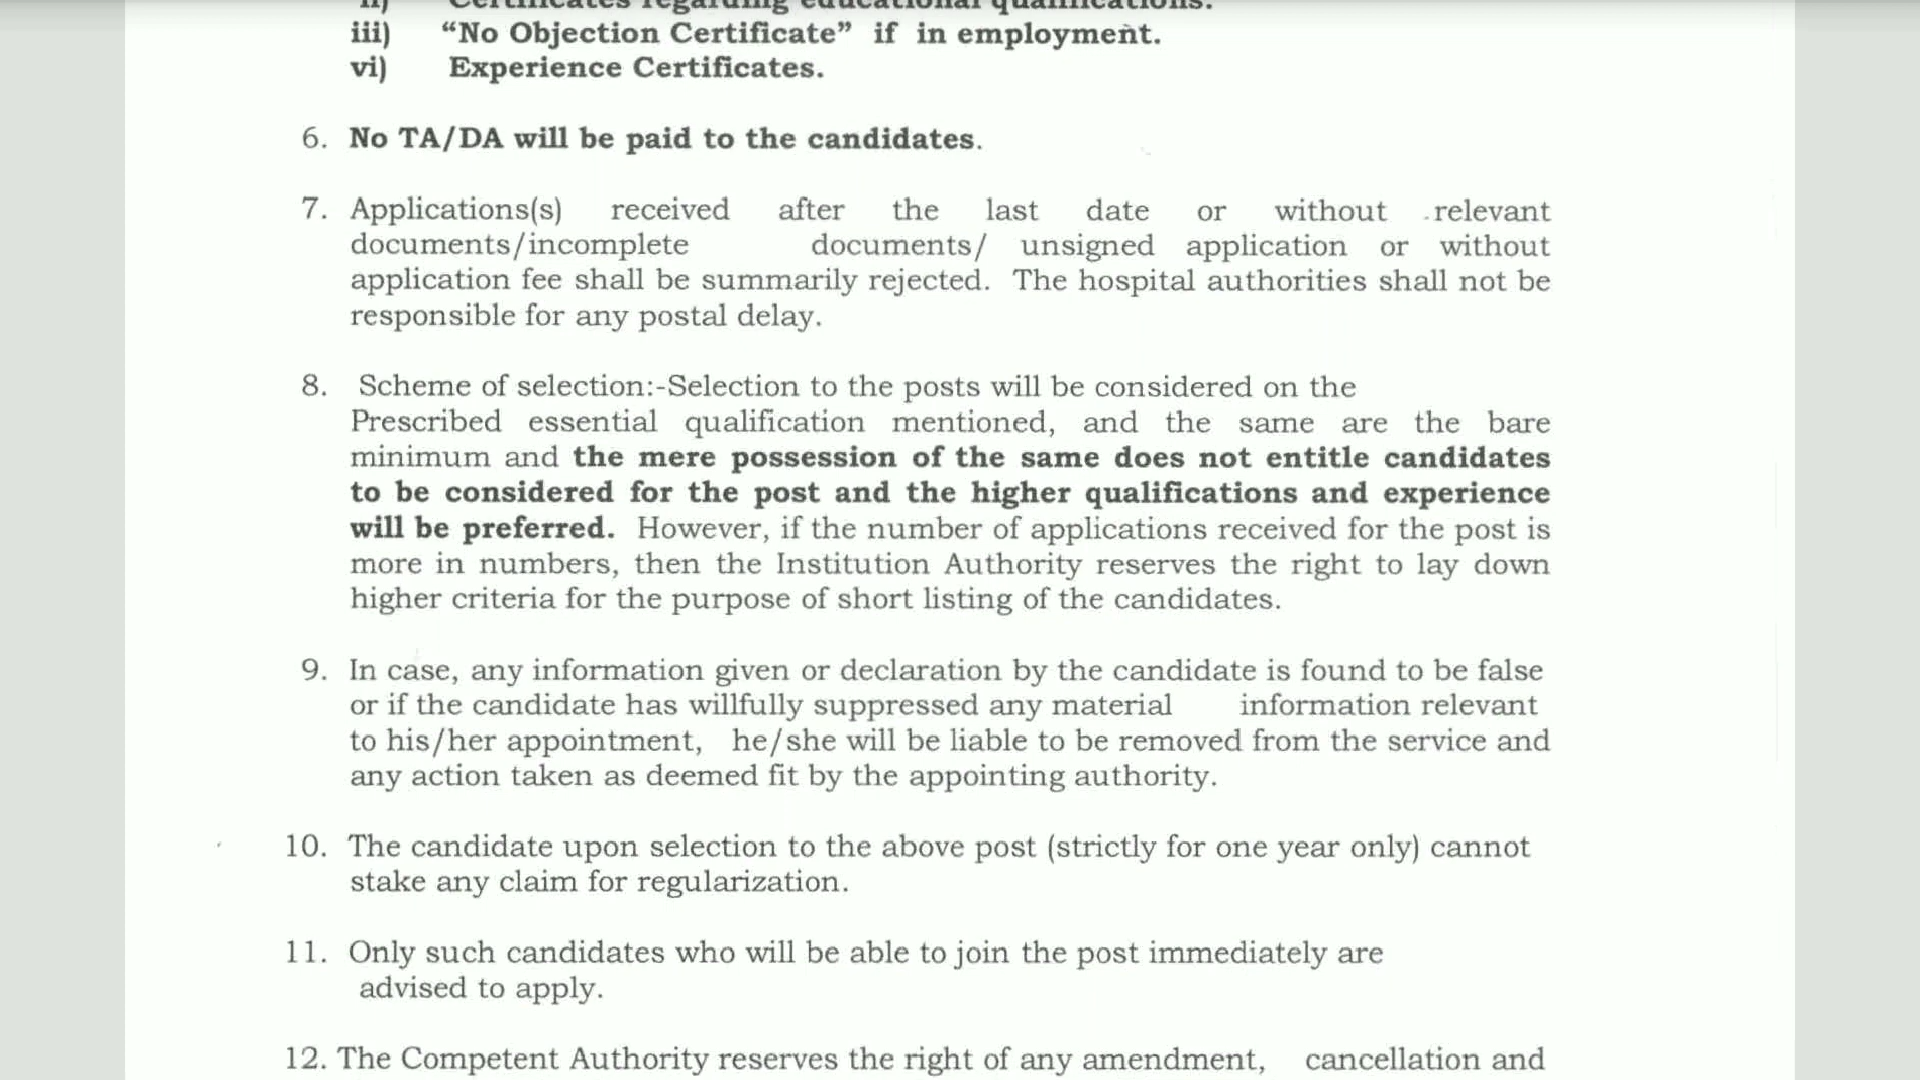 ii) Certificates regarding educational qualifications.
iii) “No Objection Certificate” if in employment.
vi) Experience Certificates.
6. No TA/DA will be paid to the candidates.
7. Applications(s) received after the last date or without relevant
documents/incomplete documents/ unsigned application or without
application fee shall be summarily rejected. The hospital authorities shall not be
responsible for any postal delay.
8. Scheme of selection:-Selection to the posts will be considered on the
Prescribed essential qualification mentioned, and the same are the bare
minimum and the mere possession of the same does not entitle candidates
to be considered for the post and the higher qualifications and experience
will be preferred. However, if the number of applications received for the post is
more in numbers, then the Institution Authority reserves the right to lay down
higher criteria for the purpose of short listing of the candidates.
9. In case, any information given or declaration by the candidate is found to be false
or if the candidate has willfully suppressed any material information relevant
to his/her appointment, he/she will be liable to be removed from the service and
any action taken as deemed fit by the appointing authority.
10. The candidate upon selection to the above post (strictly for one year only) cannot
stake any claim for regularization.
11. Only such candidates who will be able to join the post immediately are
advised to apply.
12. The Competent Authority reserves the right of any amendment, cancellation and